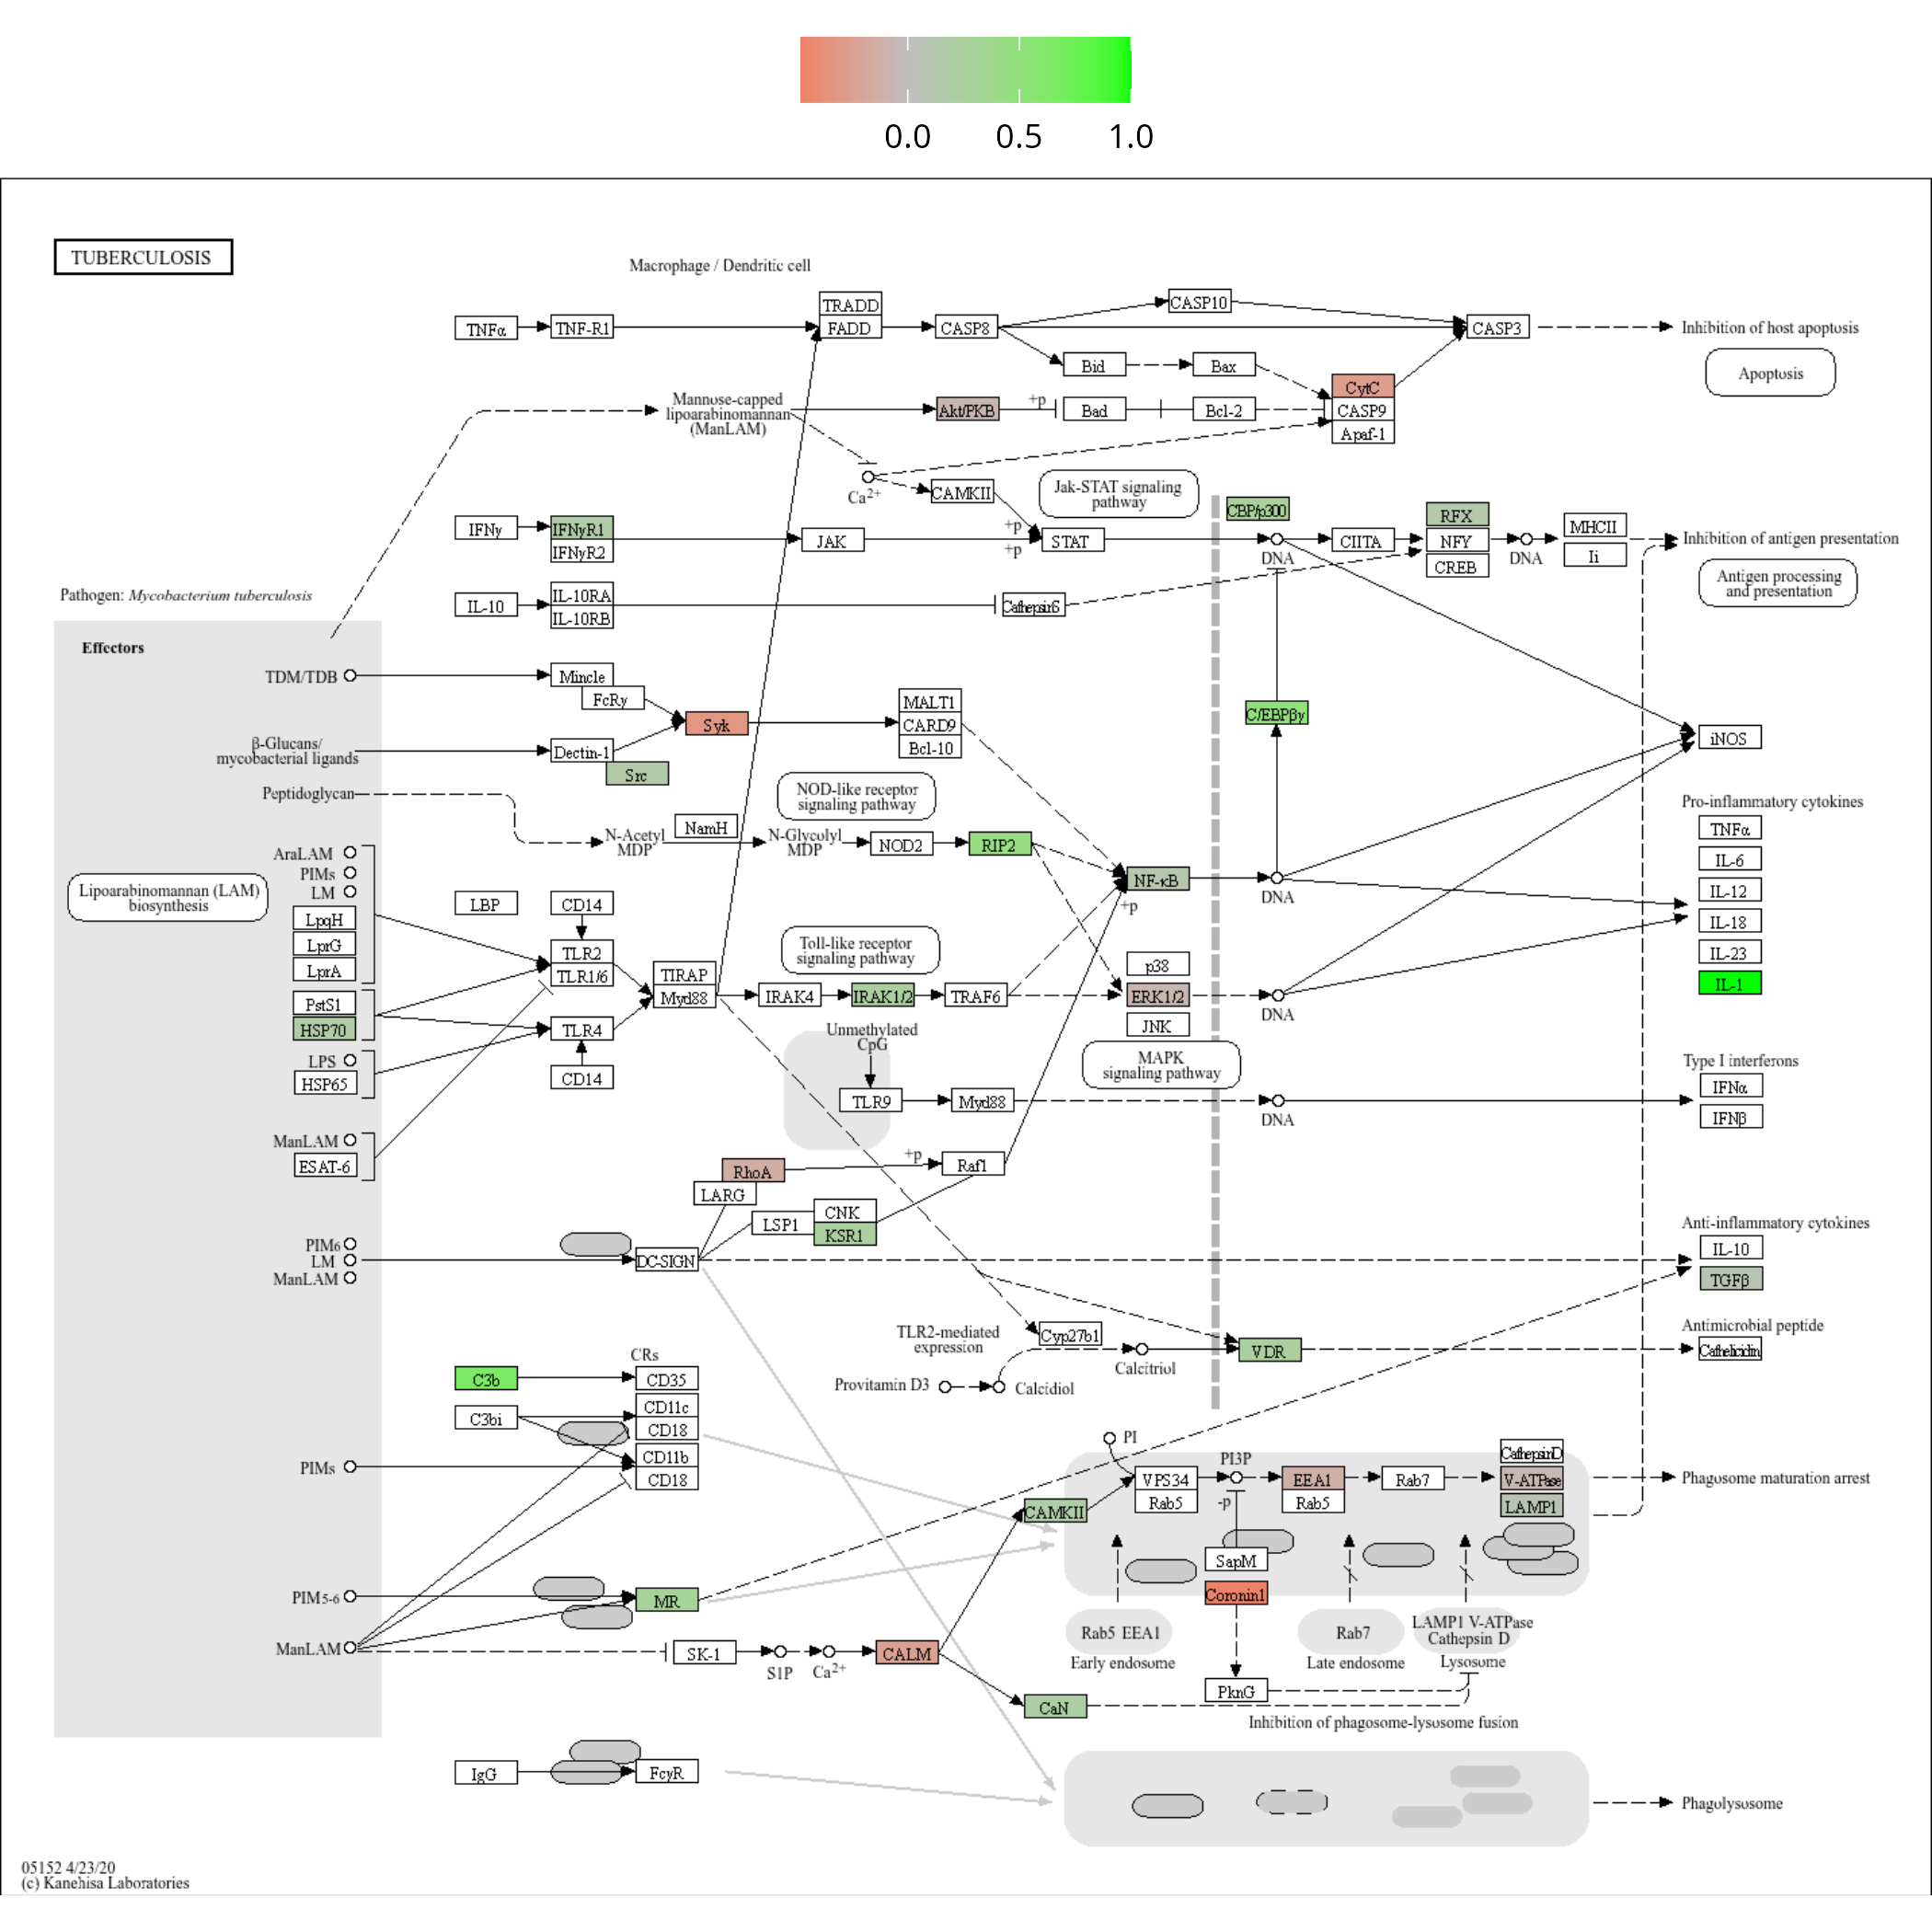 0.0 0.5 1.0
TUBERCULOSIS
Macrophage / Dendritic cell
TNFα
TNF-R1
TRADD
FADD
CASP8
CASP10
CASP3
Inhibition of host apoptosis
Apoptosis
Bid
Bax
CytC
CASP9
Apaf-1
Mannose-capped
lipoarabinomannan
(ManLAM)
Akt/PKB
+p
Bad
Bcl-2
Ca2+
CAMKII
Jak-STAT signaling
pathway
IFNγ
IFNγR1
IFNγR2
JAK
+p
+p
STAT
CBP/p300
DNA
CIITA
RFX
NFY
CREB
DNA
MHCII
Ii
Inhibition of antigen presentation
Antigen processing
and presentation
IL-10
IL-10RA
IL-10RB
CathepsinS
Pathogen: Mycobacterium tuberculosis
Effectors
TDM/TDB
Mincle
FcRγ
Syk
MALT1
CARD9
Bcl-10
C/EBPβγ
iNOS
β-Glucans/
mycobacterial ligands
Dectin-1
Src
Peptidoglycan
NOD-like receptor
signaling pathway
N-Acetyl
MDP
NamH
N-Glycolyl
MDP
NOD2
RIP2
NF-κB
+p
DNA
Pro-inflammatory cytokines
TNFα
IL-6
IL-12
IL-18
IL-23
IL-1
AraLAM
PIMs
LM
LpqH
LprG
LprA
Lipoarabinomannan (LAM)
biosynthesis
LBP
CD14
TLR2
TLR1/6
TIRAP
Myd88
Toll-like receptor
signaling pathway
IRAK4
IRAK1/2
TRAF6
p38
ERK1/2
JNK
DNA
MAPK
signaling pathway
PstS1
HSP70
TLR4
CD14
LPS
HSP65
Unmethylated
CpG
TLR9
Myd88
DNA
Type I interferons
IFNα
IFNβ
ManLAM
ESAT-6
RhoA
LARG
+p
Raf1
LSP1
CNK
KSR1
PIM6
LM
ManLAM
DC-SIGN
Anti-inflammatory cytokines
IL-10
TGFβ
TLR2-mediated
expression
Cyp27b1
Calcitriol
VDR
Provitamin D3
Calcidiol
Antimicrobial peptide
Cathelicidin
CRs
C3b
CD35
C3bi
CD11c
CD18
CD11b
CD18
PIMs
PI
VPS34
Rab5
PI3P
-p
EEA1
Rab5
Rab7
CathepsinD
V-ATPase
LAMP1
Phagosome maturation arrest
CAMKII
SapM
Coronin1
PIM5-6
MR
ManLAM
SK-1
S1P
Ca2+
CALM
Rab5 EEA1
Early endosome
Rab7
Late endosome
LAMP1 V-ATPase
Cathepsin D
Lysosome
PknG
CaN
Inhibition of phagosome-lysosome fusion
IgG
FcγR
Phagolysosome
05152 4/23/20
(c) Kanehisa Laboratories